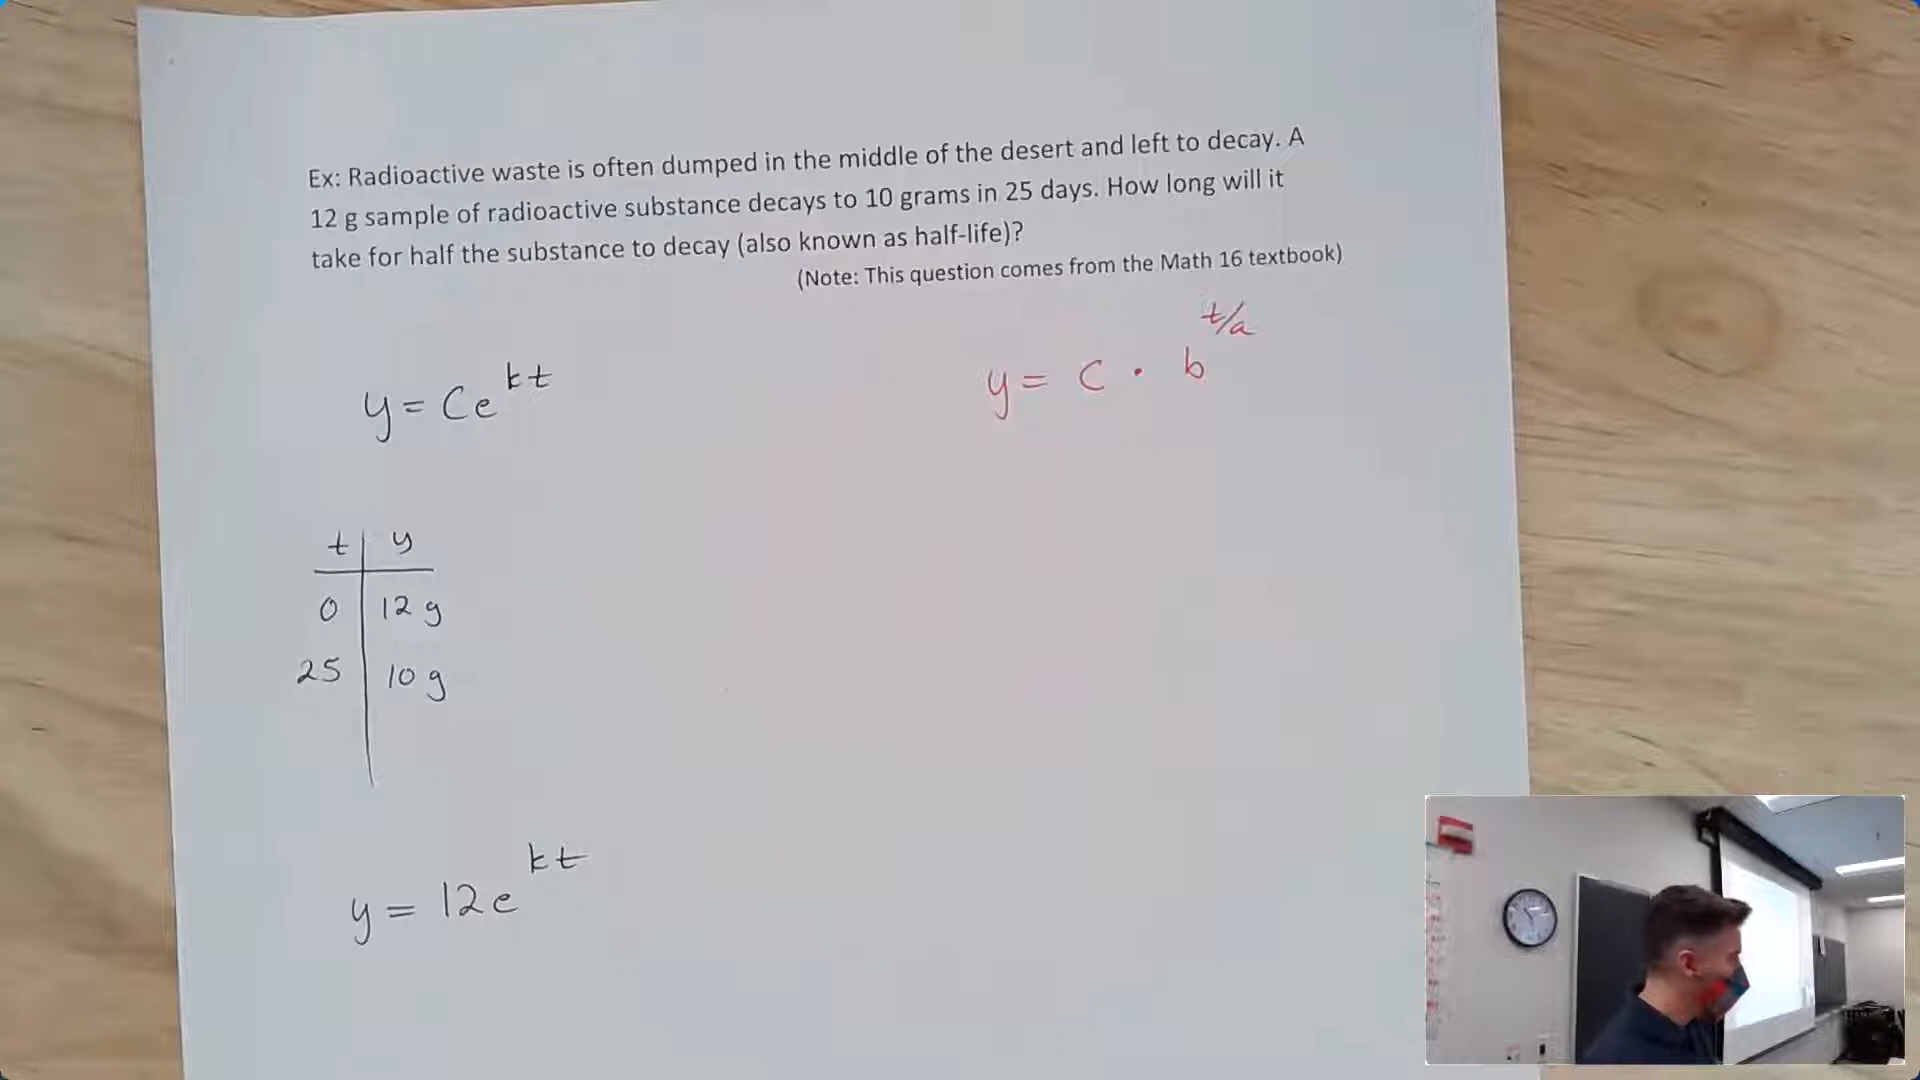 Ex: Radioactive waste is often dumped in the middle of the desert and left to decay. A
12 g sample of radioactive substance decays to 10 grams in 25 days. How long will it
take for half the substance to decay (also known as half-life)?
(Note: This question comes from the Math 16 textbook)
y = Ce^{kt}
y = C · b^{t/a}
t y
0 12 g
25 10 g
y = 12e^{kt}